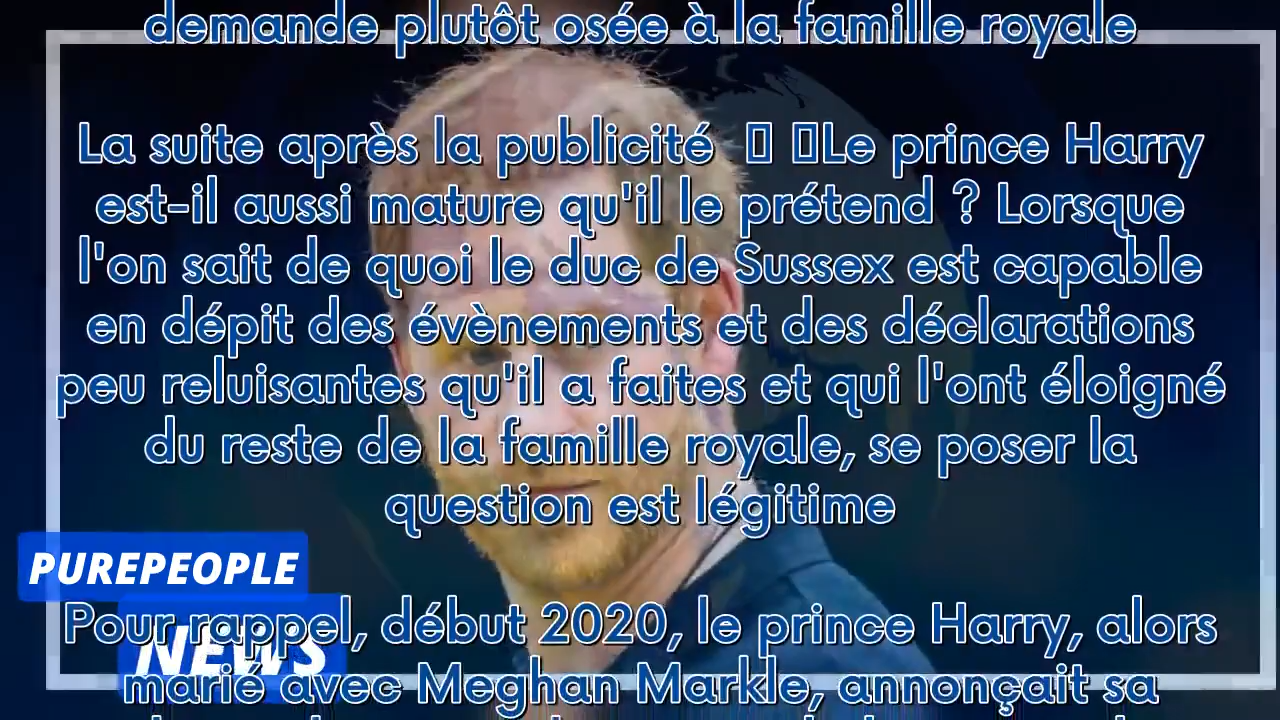 demande plutôt osée à la famille royale
La suite après la publicité  Le prince Harry
est-il aussi mature qu'il le prétend ? Lorsque
l'on sait de quoi le duc de Sussex est capable
en dépit des évènements et des déclarations
peu reluisantes qu'il a faites et qui l'ont éloigné
du reste de la famille royale, se poser la
question est légitime
PUREPEOPLE
NEWS
Pour rappel, début 2020, le prince Harry, alors
marié avec Meghan Markle, annonçait sa